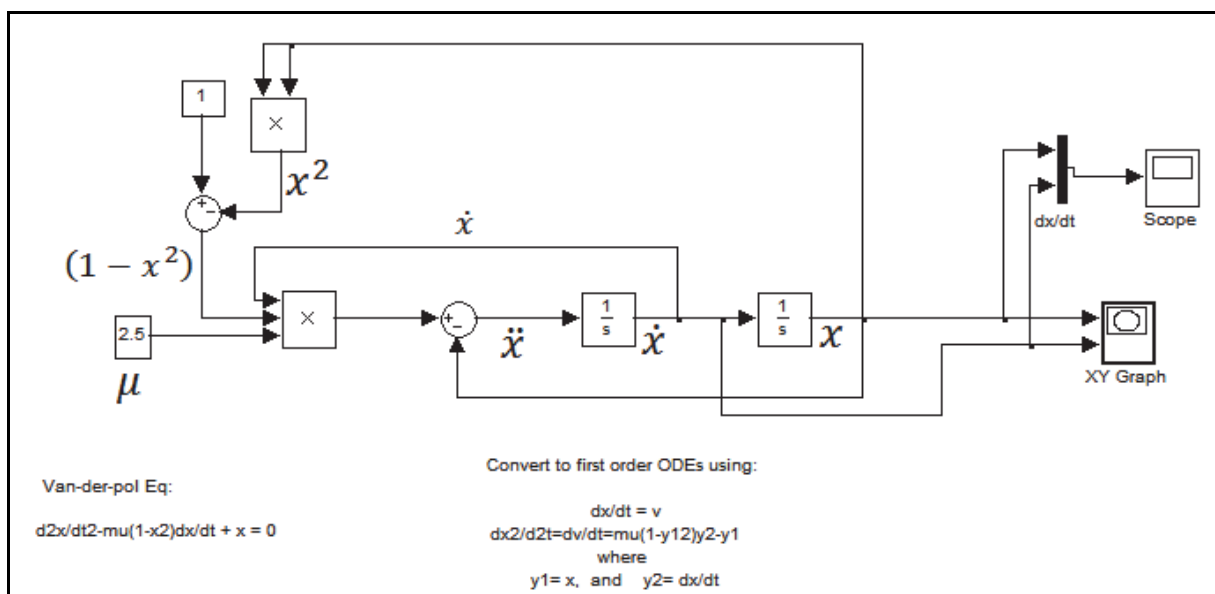 1
×
x²
ẋ
dx/dt
Scope
(1 − x²)
2.5
×
ẍ
1
s
ẋ
1
s
x
μ
XY Graph
Convert to first order ODEs using:
Van-der-pol Eq:
dx/dt = v
d2x/dt2-mu(1-x2)dx/dt + x = 0
dx2/d2t=dv/dt=mu(1-y12)y2-y1
where
y1= x, and y2= dx/dt